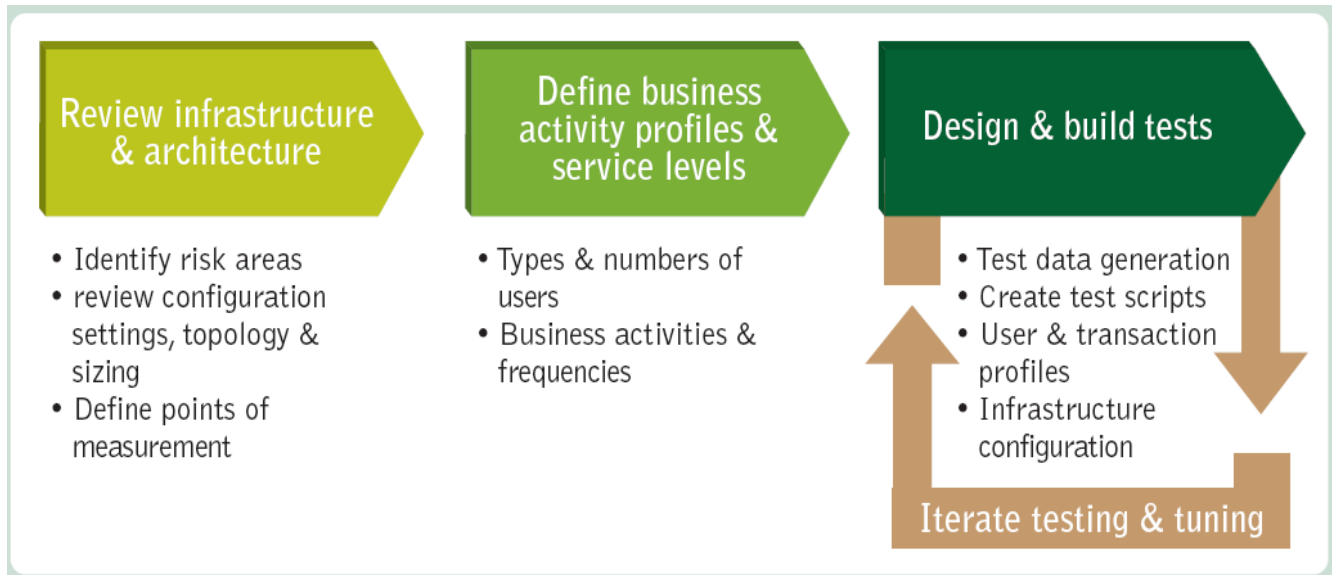 Review infrastructure
& architecture
• Identify risk areas
• review configuration
settings, topology &
sizing
• Define points of
measurement
Define business
activity profiles &
service levels
• Types & numbers of
users
• Business activities &
frequencies
Design & build tests
• Test data generation
• Create test scripts
• User & transaction
profiles
• Infrastructure
configuration
Iterate testing & tuning